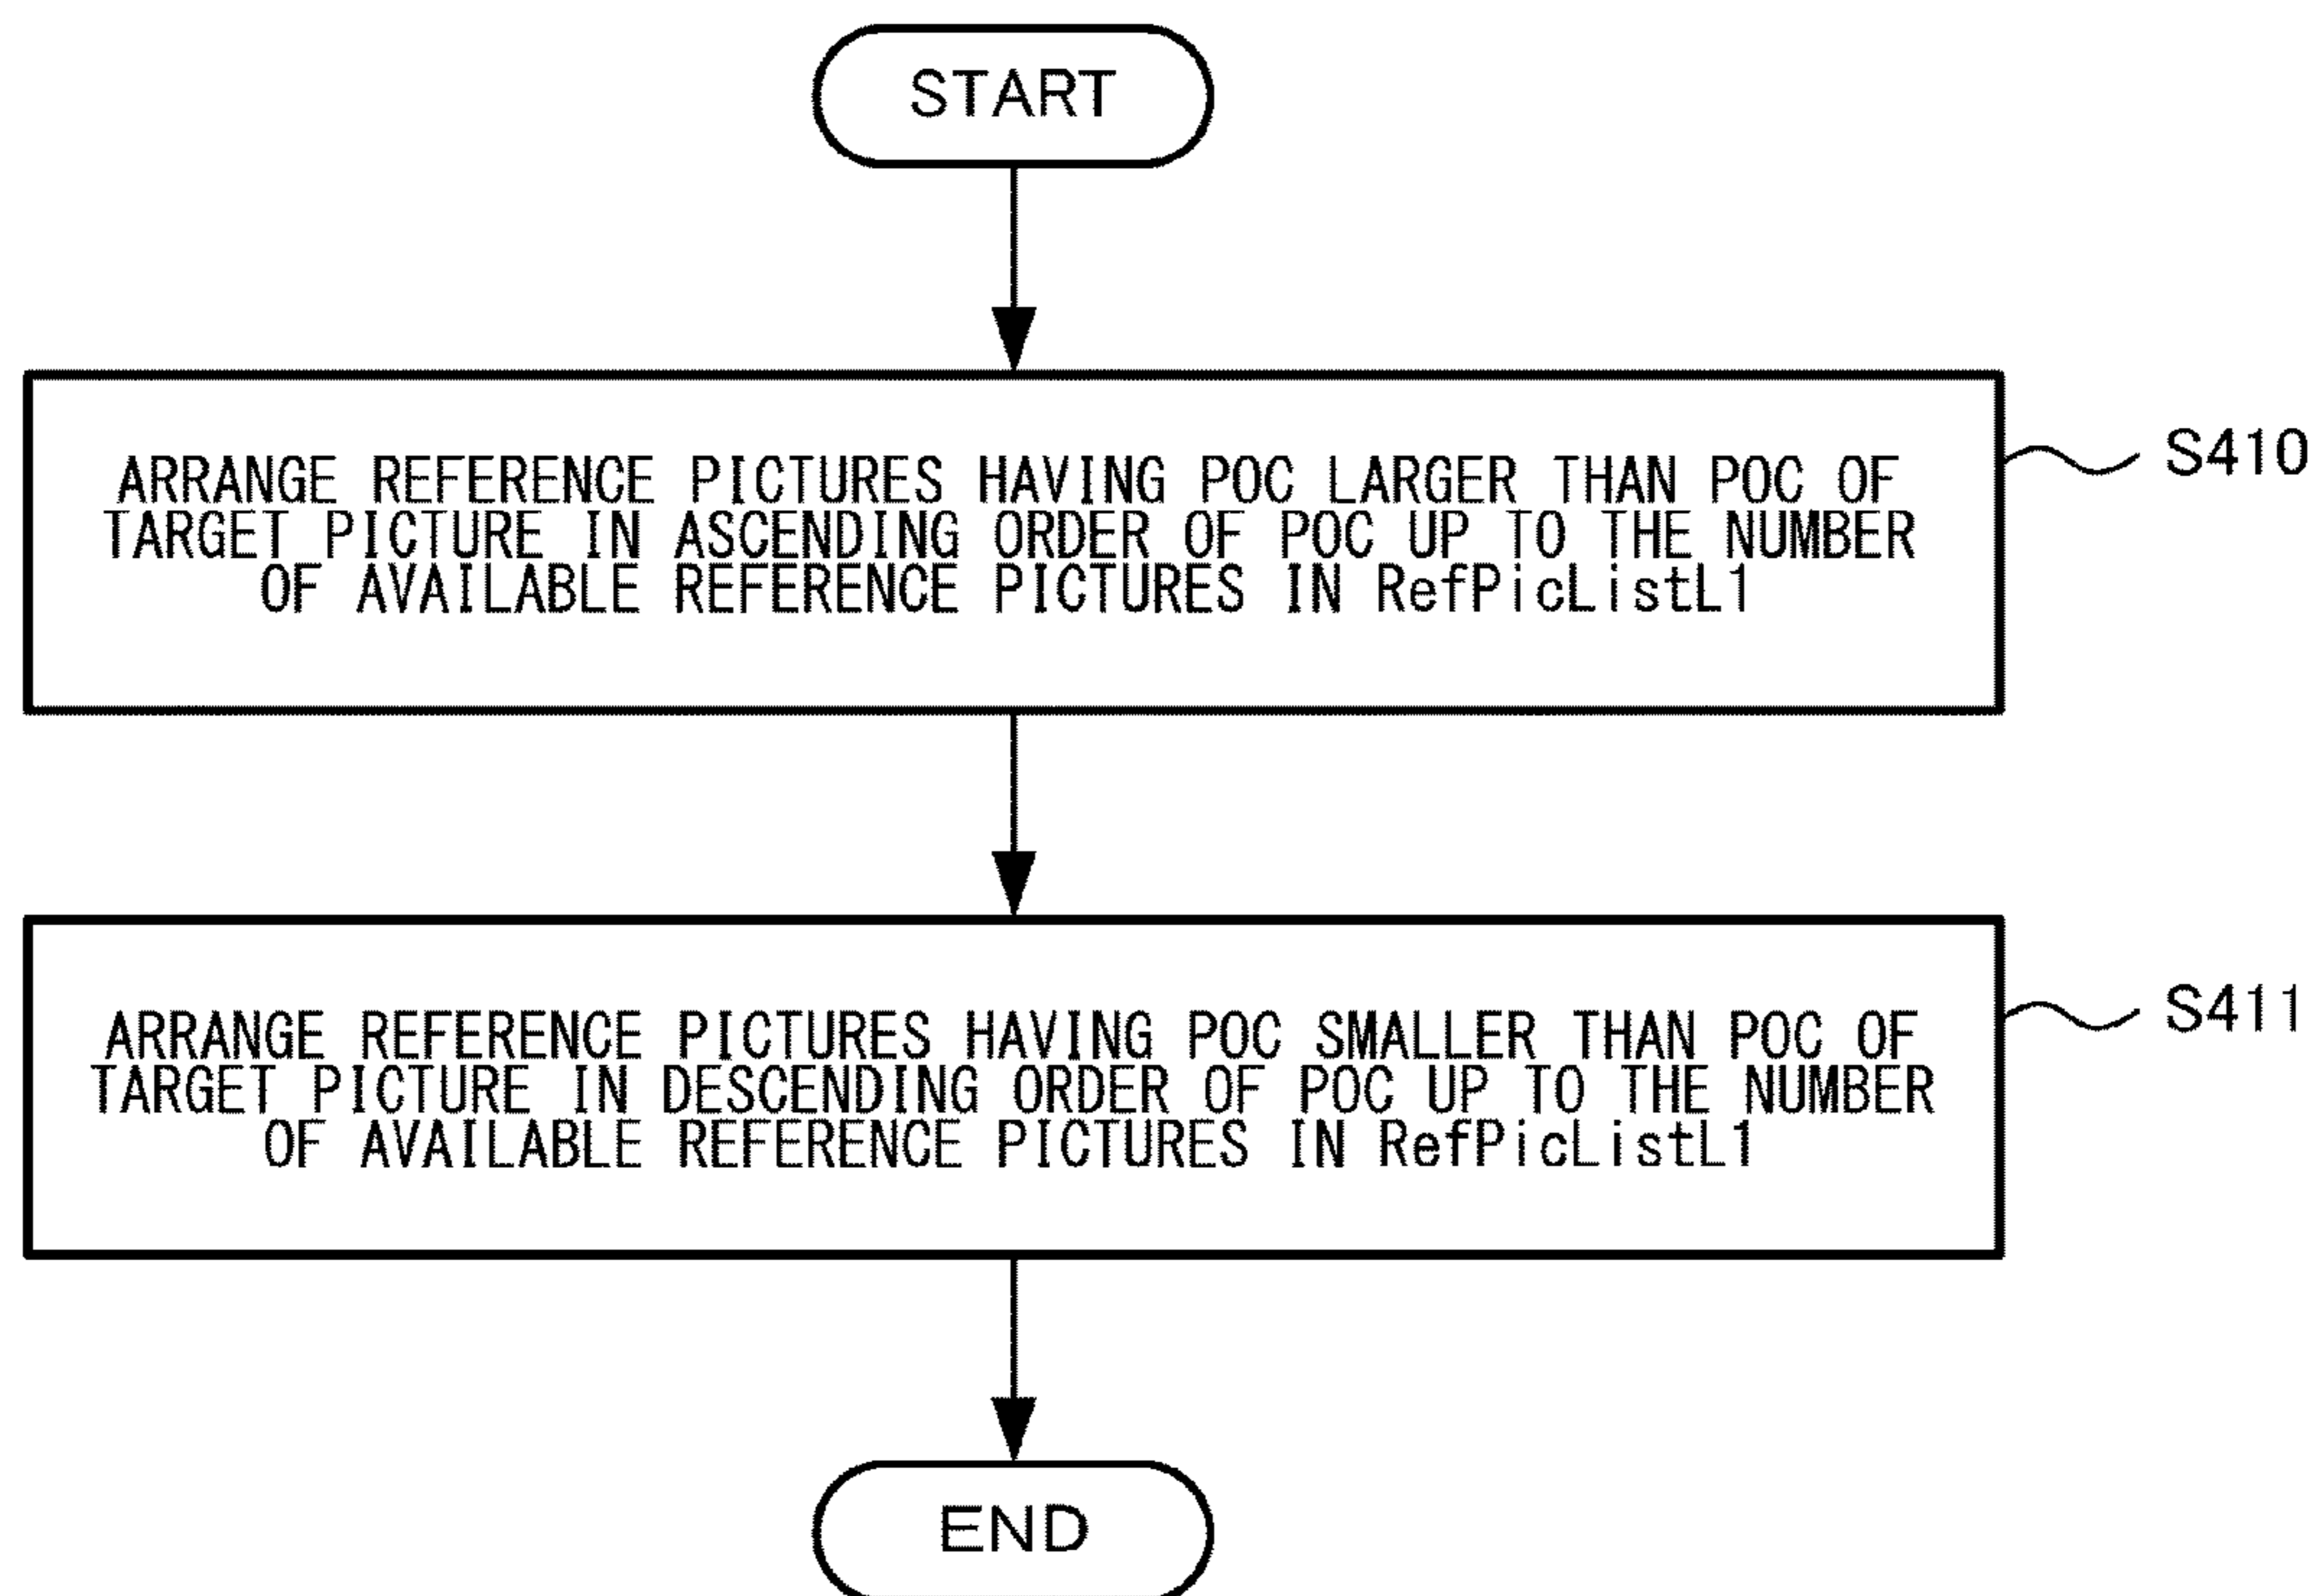 START
ARRANGE REFERENCE PICTURES HAVING POC LARGER THAN POC OF
TARGET PICTURE IN ASCENDING ORDER OF POC UP TO THE NUMBER
OF AVAILABLE REFERENCE PICTURES IN RefPicListL1
S410
ARRANGE REFERENCE PICTURES HAVING POC SMALLER THAN POC OF
TARGET PICTURE IN DESCENDING ORDER OF POC UP TO THE NUMBER
OF AVAILABLE REFERENCE PICTURES IN RefPicListL1
S411
END